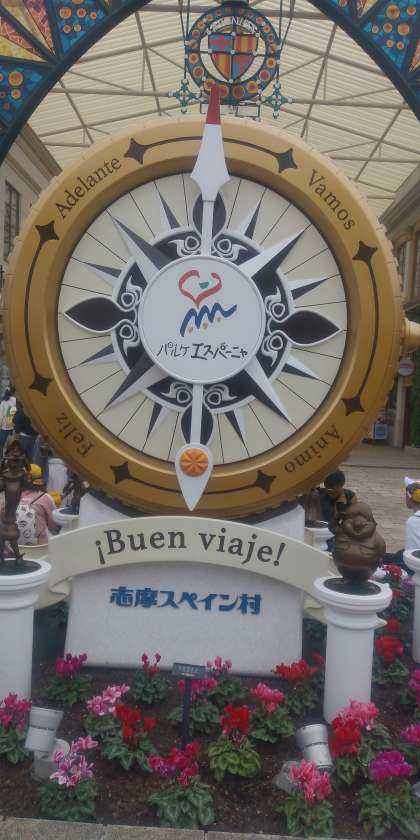 Adelante
Vamos
パルケエスパーニャ
Feliz
Ánimo
¡Buen viaje!
志摩スペイン村